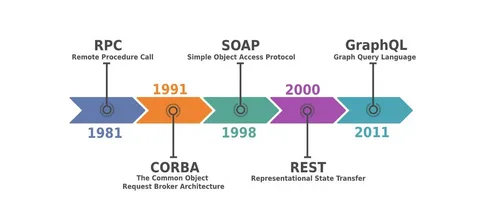 RPC
Remote Procedure Call
1981
1991
CORBA
The Common Object
Request Broker Architecture
SOAP
Simple Object Access Protocol
1998
2000
REST
Representational State Transfer
GraphQL
Graph Query Language
2011